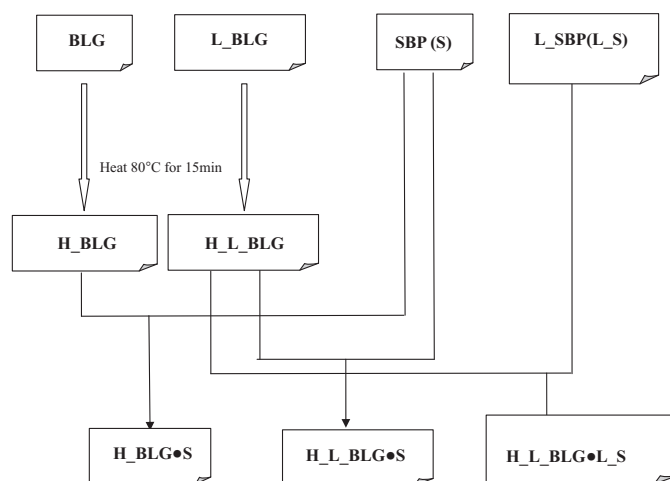 BLG
L_BLG
SBP (S)
L_SBP(L_S)
Heat 80°C for 15min
H_BLG
H_L_BLG
H_BLG●S
H_L_BLG●S
H_L_BLG●L_S